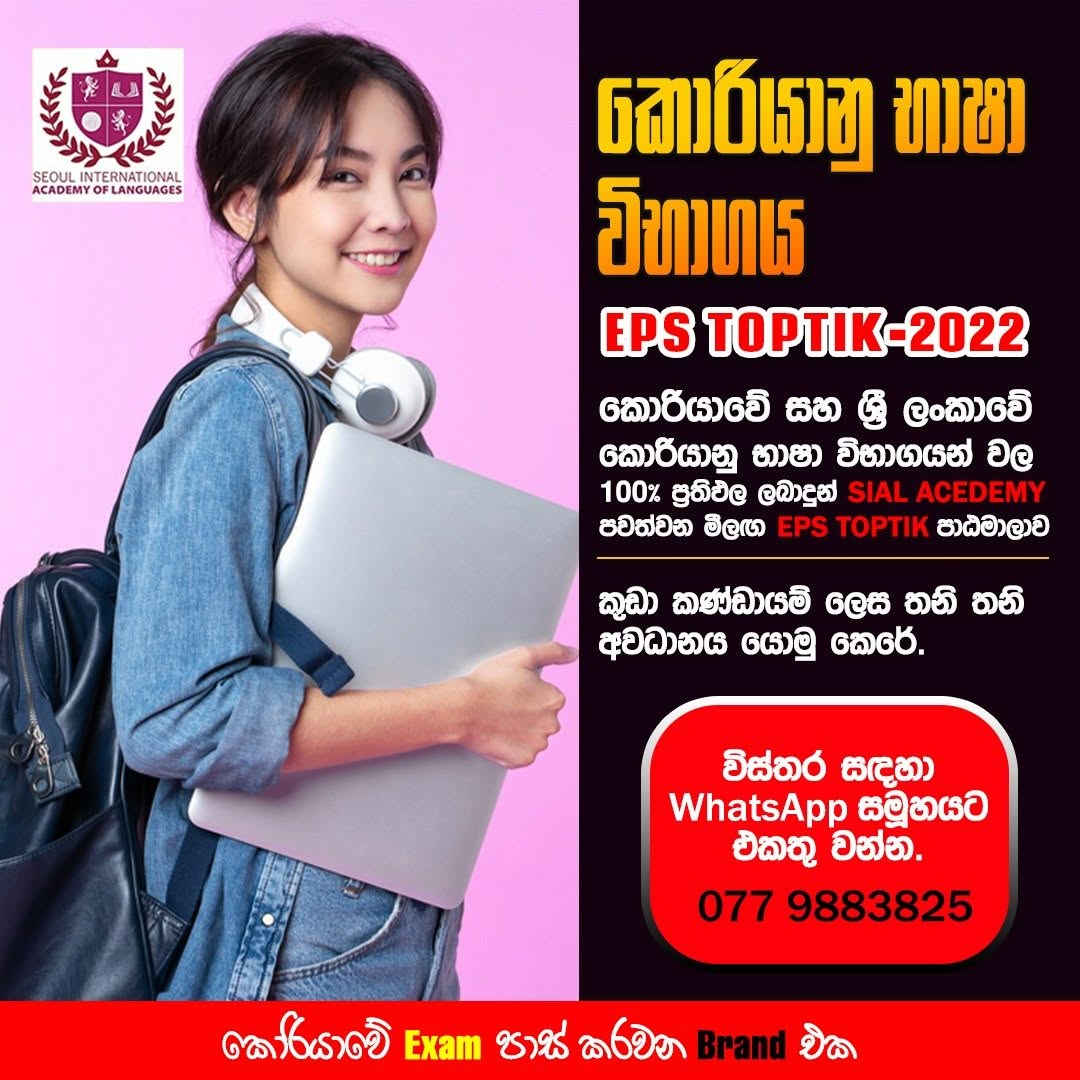 SEOUL INTERNATIONAL
ACADEMY OF LANGUAGES
කොරියානු භාෂා
විභාගය
EPS TOPTIK-2022
කොරියාවේ සහ ශ්‍රී ලංකාවේ
කොරියානු භාෂා විභාගයන් වල
100% ප්‍රතිඵල ලබාදුන් SIAL ACEDEMY
පවත්වන මීලඟ EPS TOPTIK පාඨමාලාව
කුඩා කණ්ඩායම් ලෙස තනි තනි
අවධානය යොමු කෙරේ.
විස්තර සඳහා
WhatsApp සමූහයට
එකතු වන්න.
077 9883825
කොරියාවේ Exam පාස් කරවන Brand එක